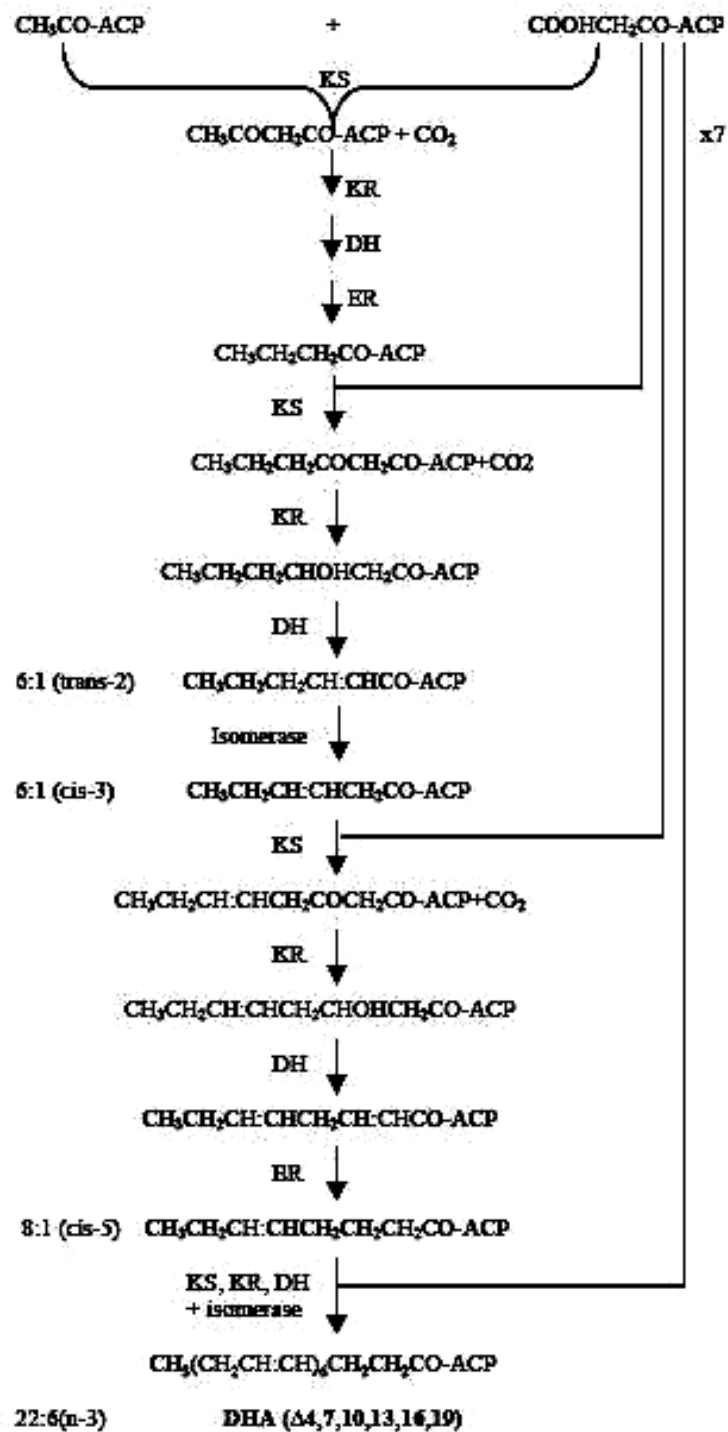 CH₃CO-ACP + COOHCH₂CO-ACP
KS
CH₃COCH₂CO-ACP + CO₂ x7
KR
DH
ER
CH₃CH₂CH₂CO-ACP
KS
CH₃CH₂CH₂COCH₂CO-ACP+CO2
KR
CH₃CH₂CH₂CHOHCH₂CO-ACP
DH
6:1 (trans-2) CH₃CH₂CH₂CH:CHCO-ACP
Isomerase
6:1 (cis-3) CH₃CH₂CH:CHCH₂CO-ACP
KS
CH₃CH₂CH:CHCH₂COCH₂CO-ACP+CO₂
KR
CH₃CH₂CH:CHCH₂CHOHCH₂CO-ACP
DH
CH₃CH₂CH:CHCH₂CH:CHCO-ACP
ER
8:1 (cis-5) CH₃CH₂CH:CHCH₂CH₂CH₂CO-ACP
KS, KR, DH
+ isomerase
CH₃(CH₂CH:CH)₆CH₂CH₂CO-ACP
22:6(n-3) DHA (Δ4,7,10,13,16,19)